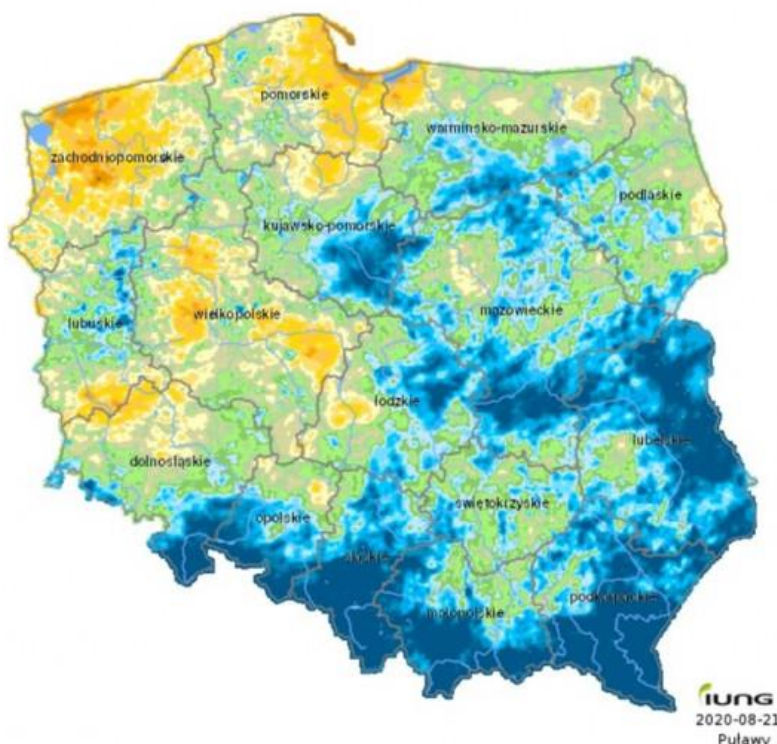 pomorskie
warmińsko-mazurskie
zachodniopomorskie
podlaskie
kujawsko-pomorskie
mazowieckie
wielkopolskie
lubuskie
łódzkie
lubelskie
dolnośląskie
świętokrzyskie
opolskie
śląskie
podkarpackie
małopolskie
IUNG
2020-08-21
Puławy